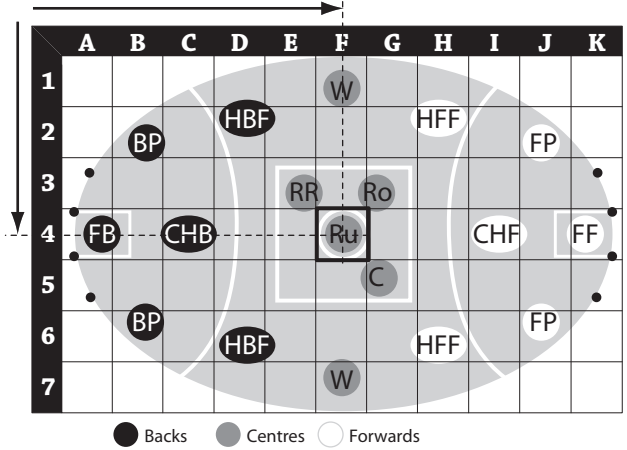 A B C D E F G H I J K
1 W
HBF HFF
2 BP FP
3 RR Ro
4 FB CHB Ru CHF FF
5 C
BP FP
6 HBF HFF
7 W
Backs Centres Forwards